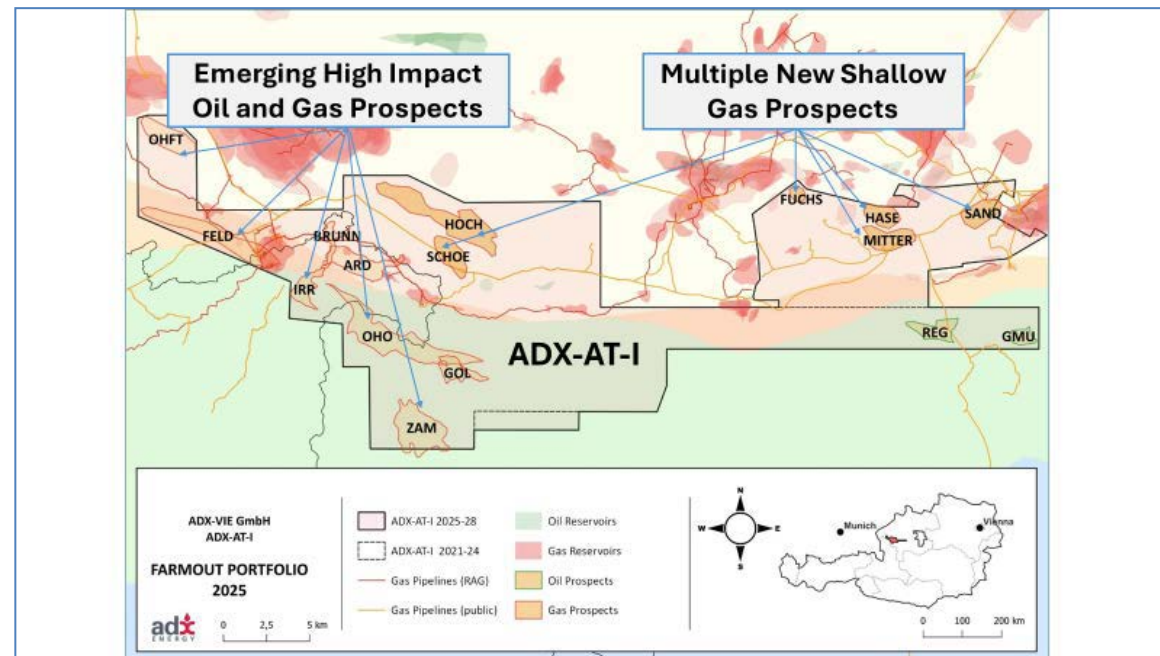 Emerging High Impact
Oil and Gas Prospects
Multiple New Shallow
Gas Prospects
OHFT
FUCHS
HASE
SAND
HOCH
FELD
BRUNN
MITTER
SCHOE
ARD
IRR
OHO
REG
GMU
ADX-AT-I
GOL
ZAM
ADX-VIE GmbH
ADX-AT-I
FARMOUT PORTFOLIO
2025
adx
ENERGY
0 2,5 5 km
ADX-AT-I 2025-28
ADX-AT-I 2021-24
Gas Pipelines (RAG)
Gas Pipelines (public)
Oil Reservoirs
Gas Reservoirs
Oil Prospects
Gas Prospects
N
W E
S
Munich
Vienna
0 100 200 km